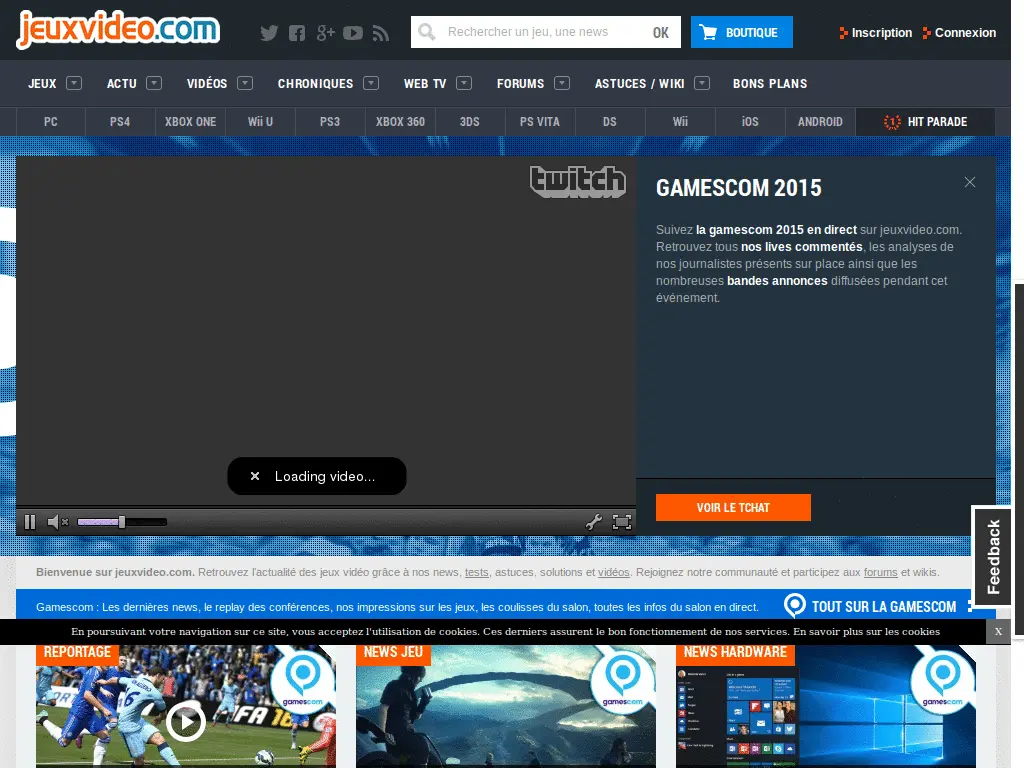 jeuxvideo.com
Rechercher un jeu, une news
OK
BOUTIQUE
Inscription
Connexion
JEUX
ACTU
VIDÉOS
CHRONIQUES
WEB TV
FORUMS
ASTUCES / WIKI
BONS PLANS
PC
PS4
XBOX ONE
Wii U
PS3
XBOX 360
3DS
PS VITA
DS
Wii
iOS
ANDROID
1
HIT PARADE
twitch
GAMESCOM 2015
Suivez la gamescom 2015 en direct sur jeuxvideo.com.
Retrouvez tous nos lives commentés, les analyses de
nos journalistes présents sur place ainsi que les
nombreuses bandes annonces diffusées pendant cet
événement.
Loading video...
VOIR LE TCHAT
Feedback
Bienvenue sur jeuxvideo.com. Retrouvez l'actualité des jeux vidéo grâce à nos news, tests, astuces, solutions et vidéos. Rejoignez notre communauté et participez aux forums et wikis.
Gamescom : Les dernières news, le replay des conférences, nos impressions sur les jeux, les coulisses du salon, toutes les infos du salon en direct.
TOUT SUR LA GAMESCOM
En poursuivant votre navigation sur ce site, vous acceptez l'utilisation de cookies. Ces derniers assurent le bon fonctionnement de nos services. En savoir plus sur les cookies
X
REPORTAGE
NEWS JEU
NEWS HARDWARE
gamescom
gamescom
gamescom